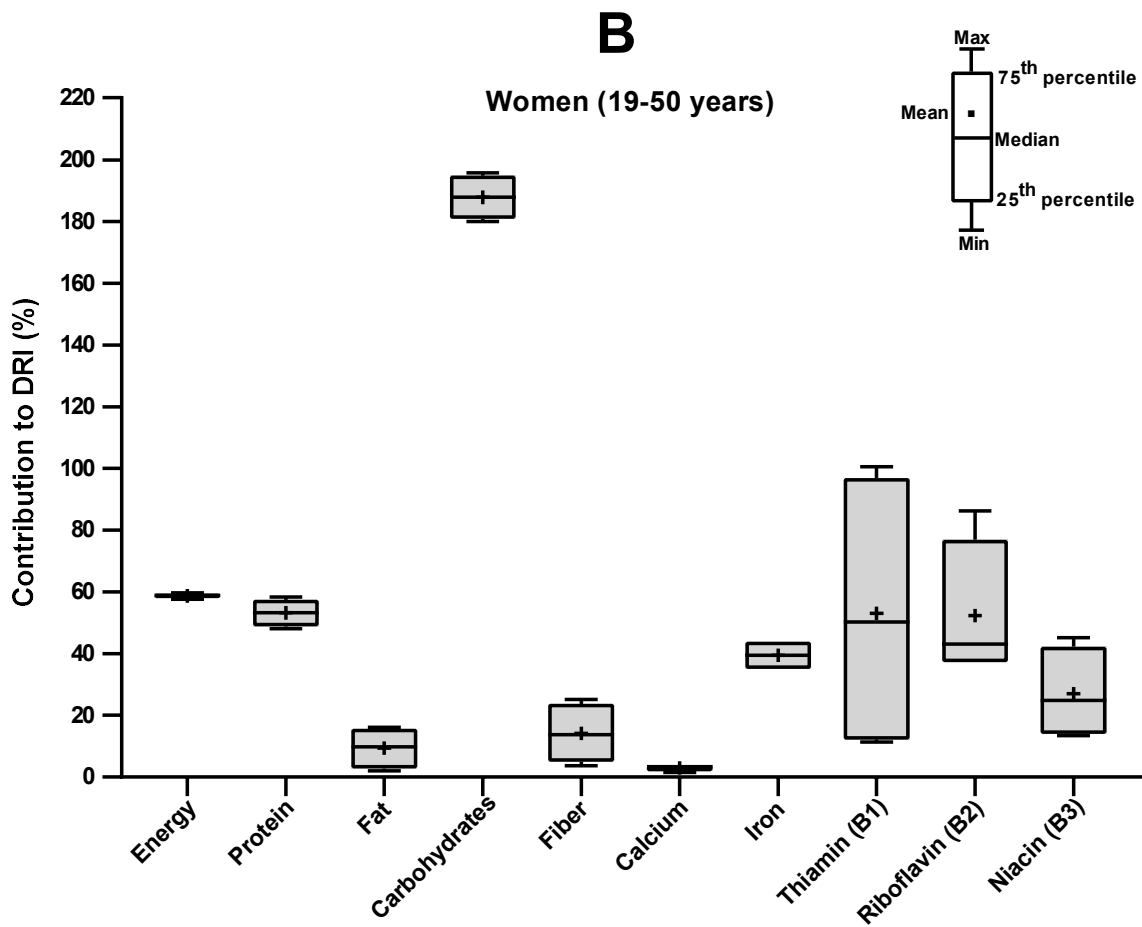 B
Women (19-50 years)
Max
75th percentile
Mean
Median
25th percentile
Min
Contribution to DRI (%)
220
200
180
160
140
120
100
80
60
40
20
0
Energy
Protein
Fat
Carbohydrates
Fiber
Calcium
Iron
Thiamin (B1)
Riboflavin (B2)
Niacin (B3)